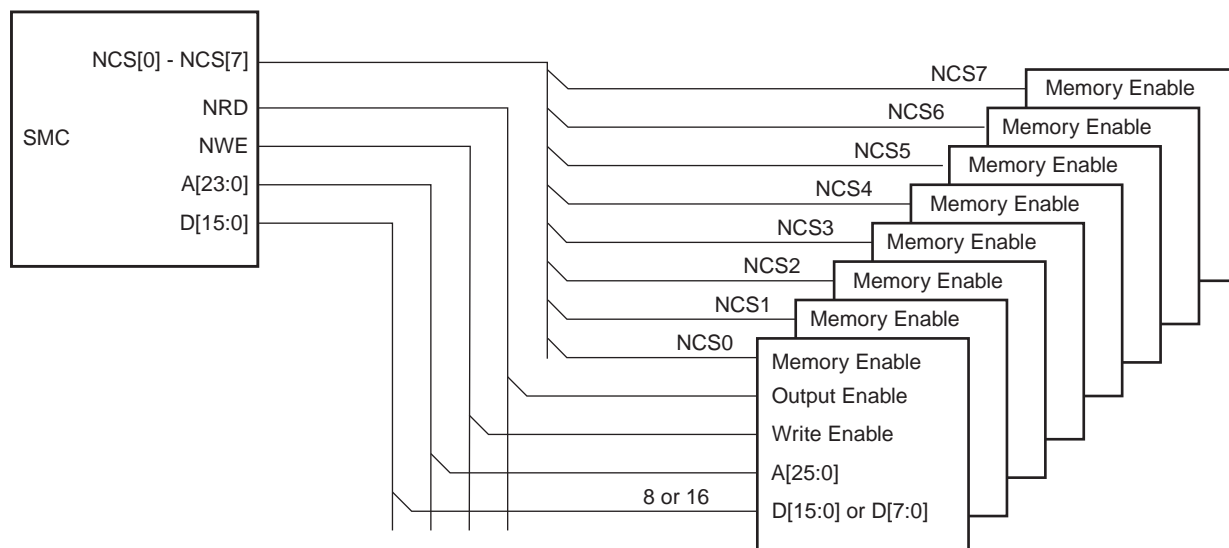 NCS[0] - NCS[7]
NRD
SMC
NWE
A[23:0]
D[15:0]
NCS7
Memory Enable
NCS6
Memory Enable
NCS5
Memory Enable
NCS4
Memory Enable
NCS3
Memory Enable
NCS2
Memory Enable
NCS1
Memory Enable
NCS0
Memory Enable
Output Enable
Write Enable
A[25:0]
8 or 16
D[15:0] or D[7:0]